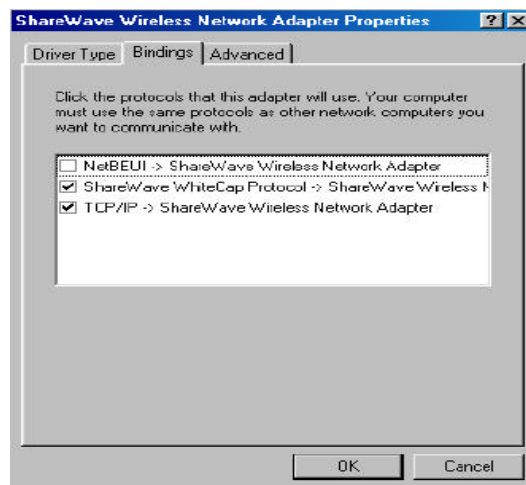 ShareWave Wireless Network Adapter Properties
Driver Type Bindings Advanced
Click the protocols that this adapter will use. Your computer
must use the same protocols as other network computers you
want to communicate with.
NetBEUI -> ShareWave Wireless Network Adapter
ShareWave WhiteCap Protocol -> ShareWave Wireless N
TCP/IP -> ShareWave Wireless Network Adapter
OK Cancel